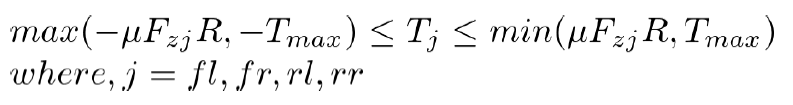 max(−μF_{zj}R, −T_{max}) ≤ T_j ≤ min(μF_{zj}R, T_{max})
where, j = fl, fr, rl, rr